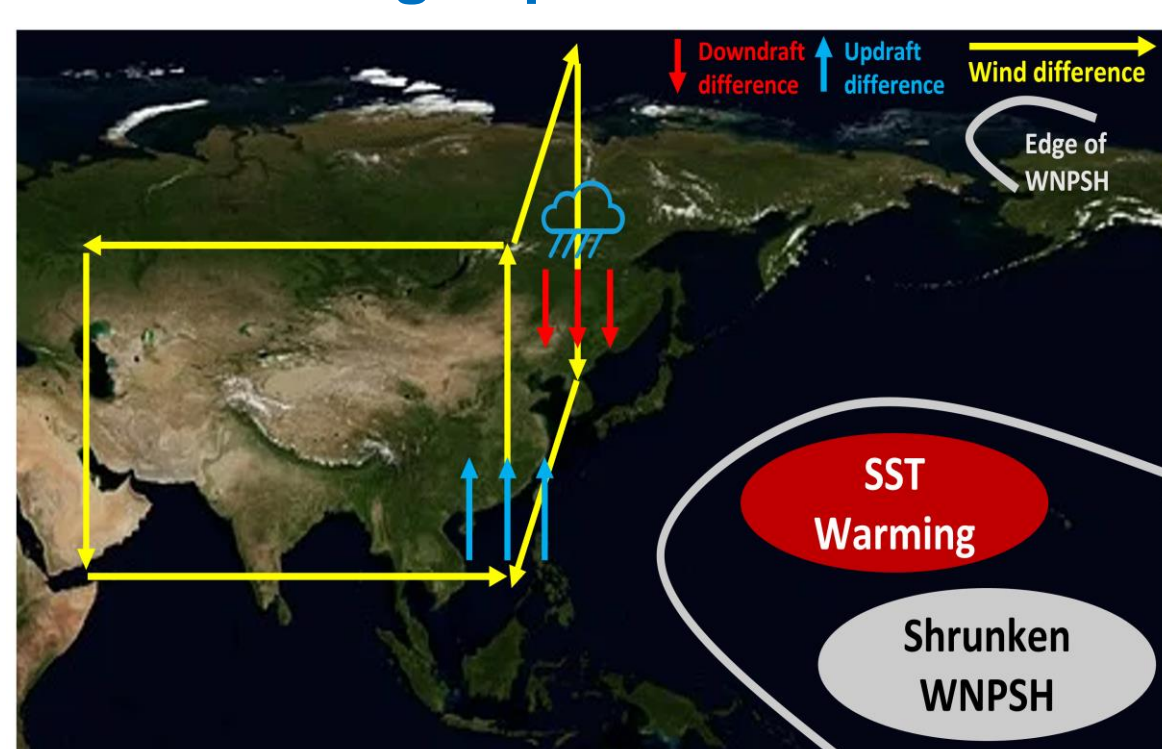 Downdraft
difference
Updraft
difference
Wind difference
Edge of
WNPSH
SST
Warming
Shrunken
WNPSH